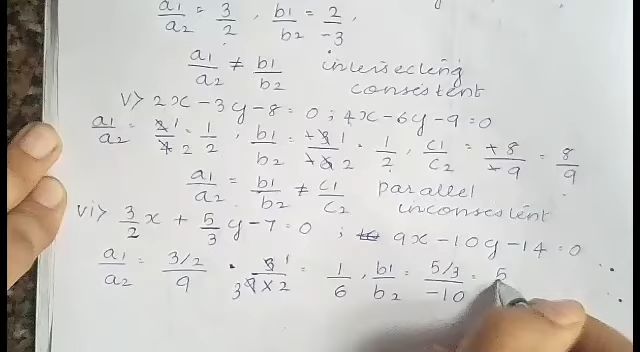 a1/a2 = 3/2 , b1/b2 = 2/-3 ,
a1/a2 ≠ b1/b2 intersecting consistent
v> 2x - 3y - 8 = 0 ; 4x - 6y - 9 = 0
a1/a2 = 2/4 = 1/2 , b1/b2 = +3/+6 = 1/2 , c1/c2 = +8/+9 = 8/9
a1/a2 = b1/b2 ≠ c1/c2 parallel inconsestent
vi> 3/2 x + 5/3 y - 7 = 0 ; 9x - 10y - 14 = 0
a1/a2 = 3/2/9 = 3/9×2 = 1/6 , b1/b2 = 5/3/-10 = 5